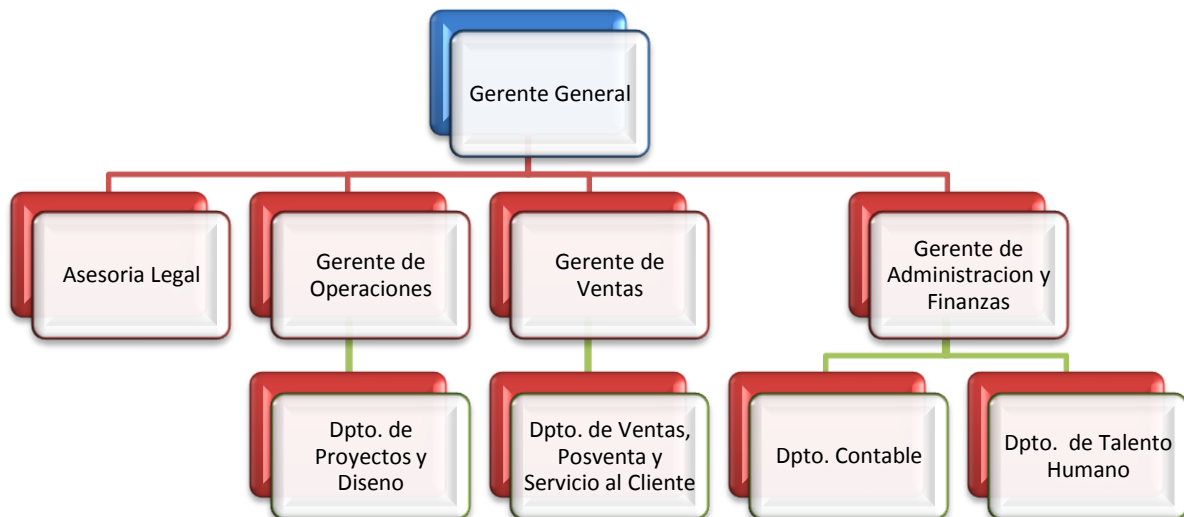 Gerente General
Asesoria Legal
Gerente de
Operaciones
Gerente de
Ventas
Gerente de
Administracion y
Finanzas
Dpto. de
Proyectos y
Diseno
Dpto. de Ventas,
Posventa y
Servicio al Cliente
Dpto. Contable
Dpto.  de Talento
Humano